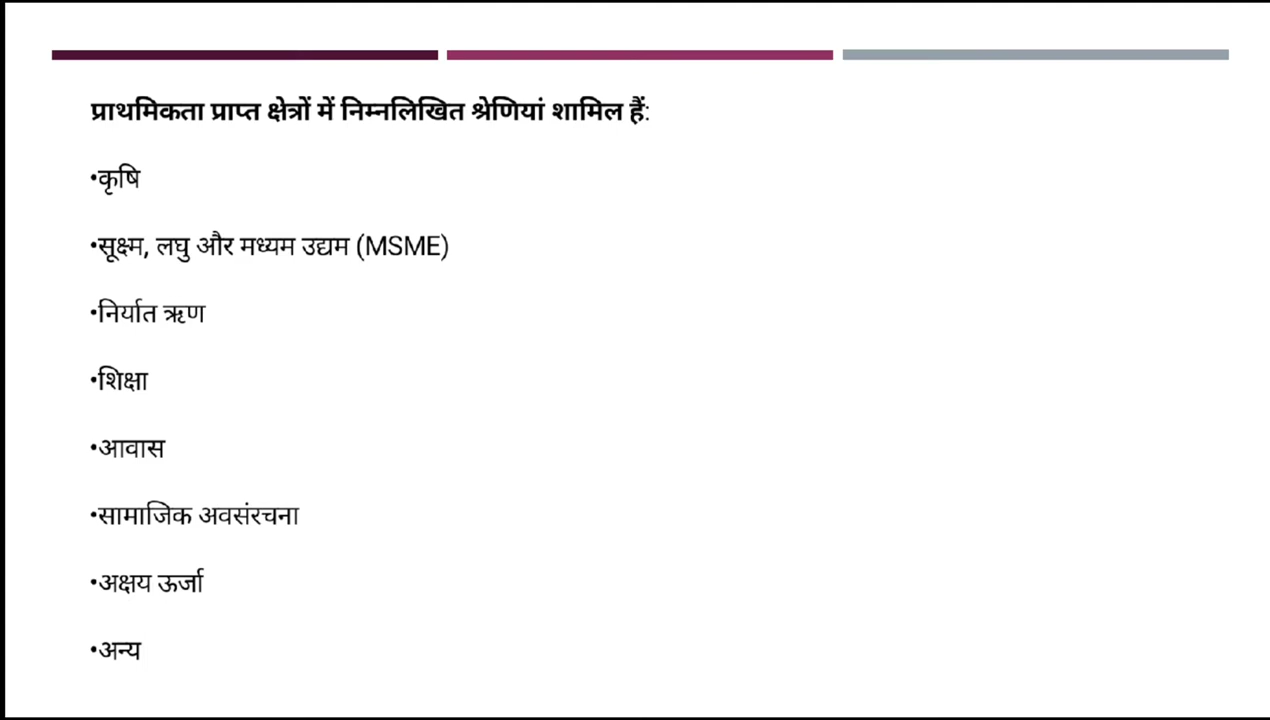 प्राथमिकता प्राप्त क्षेत्रों में निम्नलिखित श्रेणियां शामिल हैं:
•कृषि
•सूक्ष्म, लघु और मध्यम उद्यम (MSME)
•निर्यात ऋण
•शिक्षा
•आवास
•सामाजिक अवसंरचना
•अक्षय ऊर्जा
•अन्य